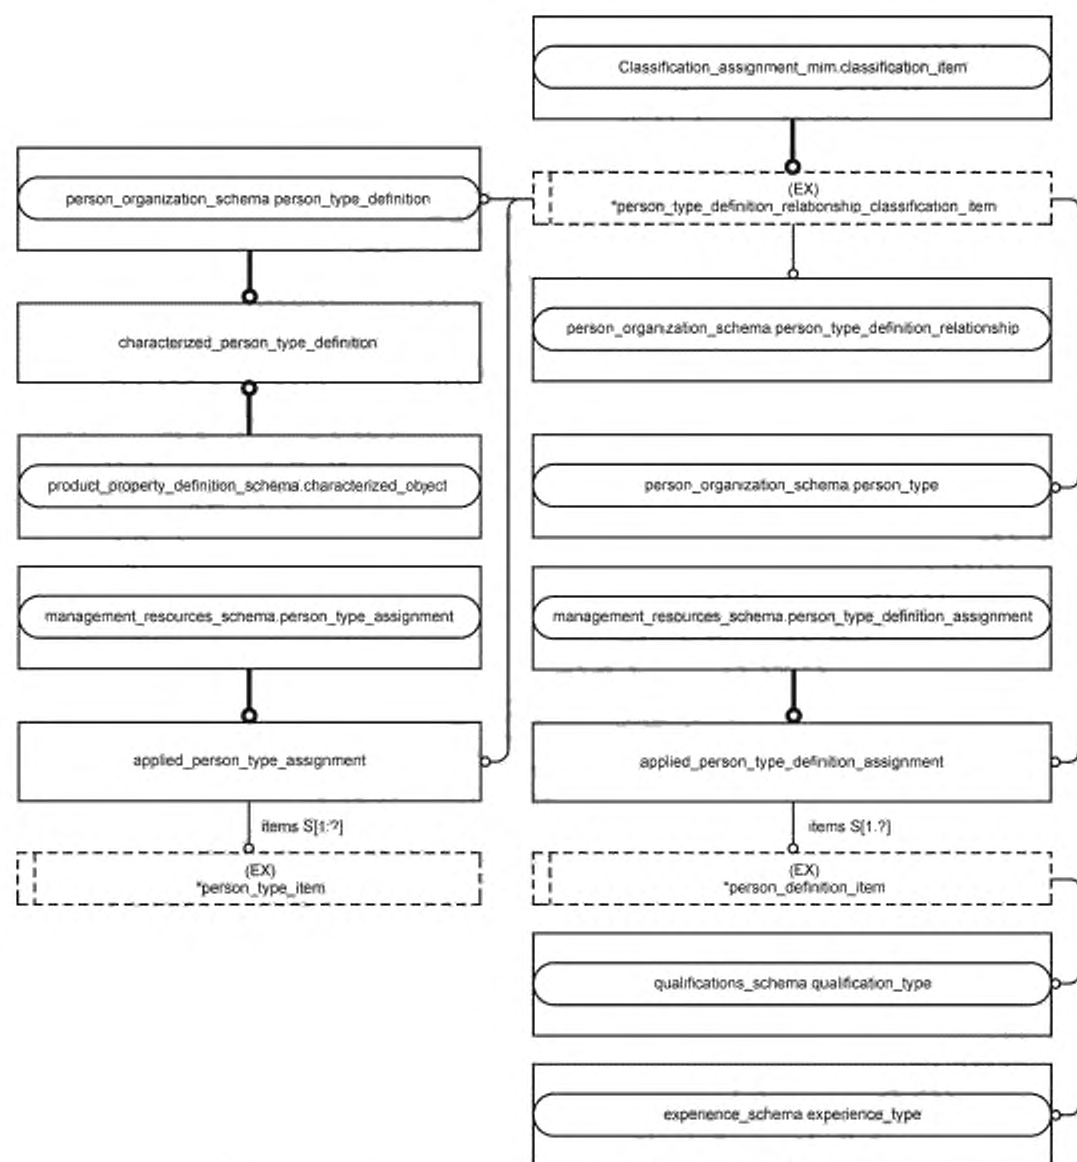 Classification_assignment_mim.classification_item
person_organization_schema person_type_definition
(EX)
*person_type_definition_relationship_classification_item
characterized_person_type_definition
person_organization_schema.person_type_definition_relationship
product_property_definition_schema.characterized_object
person_organization_schema.person_type
management_resources_schema.person_type_assignment
management_resources_schema.person_type_definition_assignment
applied_person_type_assignment
applied_person_type_definition_assignment
items S[1:?]
items S[1.?]
(EX)
*person_type_item
(EX)
*person_definition_item
qualifications_schema qualification_type
experience_schema experience_type